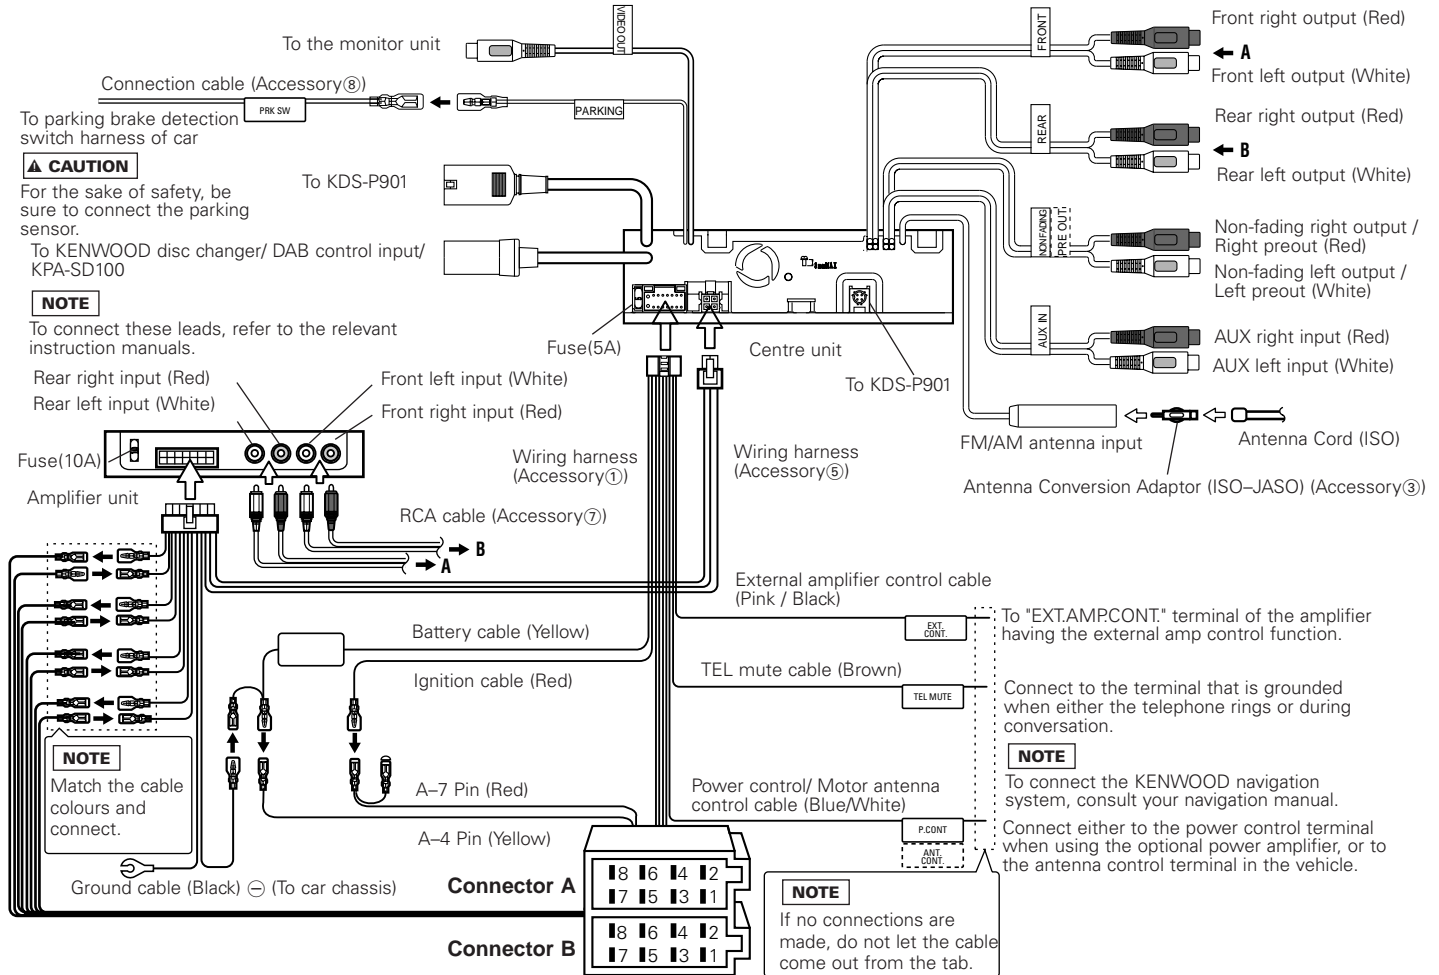 To the monitor unit
VIDEO OUT
Connection cable (Accessory⑧)
PRK SW
PARKING
To parking brake detection
switch harness of car
CAUTION
For the sake of safety, be
sure to connect the parking
sensor.
To KDS-P901
To KENWOOD disc changer/ DAB control input/
KPA-SD100
NOTE
To connect these leads, refer to the relevant
instruction manuals.
FRONT
Front right output (Red)
A
Front left output (White)
REAR
Rear right output (Red)
B
Rear left output (White)
NON FADING
PRE OUT
Non-fading right output /
Right preout (Red)
Non-fading left output /
Left preout (White)
AUX IN
AUX right input (Red)
AUX left input (White)
Fuse(5A)
Centre unit
To KDS-P901
FM/AM antenna input
Antenna Cord (ISO)
Antenna Conversion Adaptor (ISO–JASO) (Accessory③)
Rear right input (Red)
Rear left input (White)
Front left input (White)
Front right input (Red)
Fuse(10A)
Amplifier unit
Wiring harness
(Accessory①)
Wiring harness
(Accessory⑤)
RCA cable (Accessory⑦)
B
A
External amplifier control cable
(Pink / Black)
EXT.
CONT.
To "EXT.AMP.CONT." terminal of the amplifier
having the external amp control function.
Battery cable (Yellow)
Ignition cable (Red)
TEL mute cable (Brown)
TEL MUTE
Connect to the terminal that is grounded
when either the telephone rings or during
conversation.
NOTE
To connect the KENWOOD navigation
system, consult your navigation manual.
NOTE
Match the cable
colours and
connect.
A–7 Pin (Red)
A–4 Pin (Yellow)
Power control/ Motor antenna
control cable (Blue/White)
P.CONT
ANT.
CONT.
Connect either to the power control terminal
when using the optional power amplifier, or to
the antenna control terminal in the vehicle.
Ground cable (Black) ⊖ (To car chassis)
Connector A
8 6 4 2
7 5 3 1
Connector B
8 6 4 2
7 5 3 1
NOTE
If no connections are
made, do not let the cable
come out from the tab.